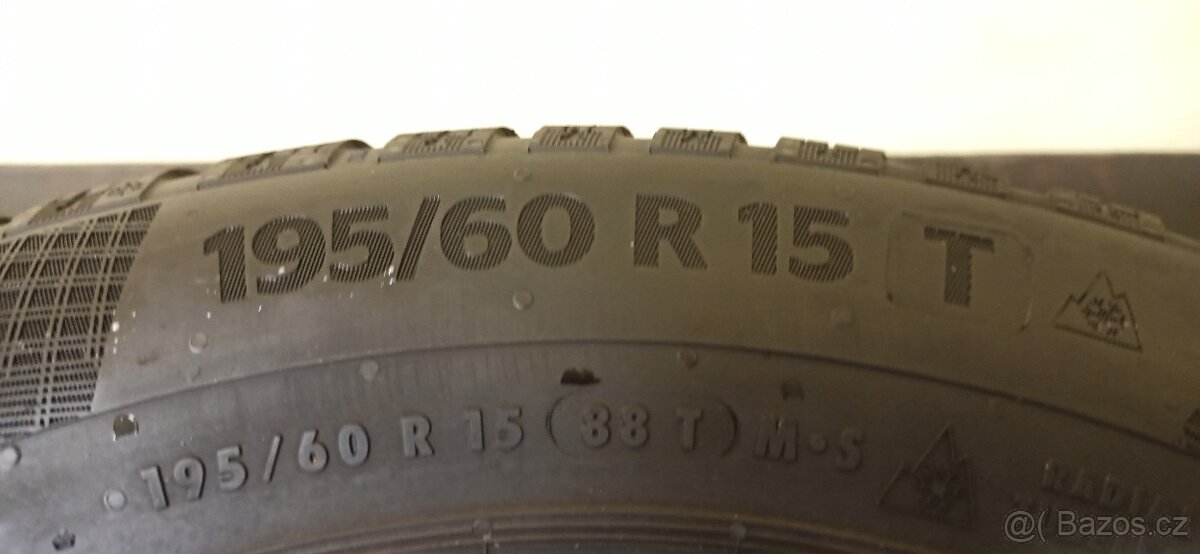 195/60 R 15 T
195/60 R 15 (88 T) M•S
@( Bazos.cz